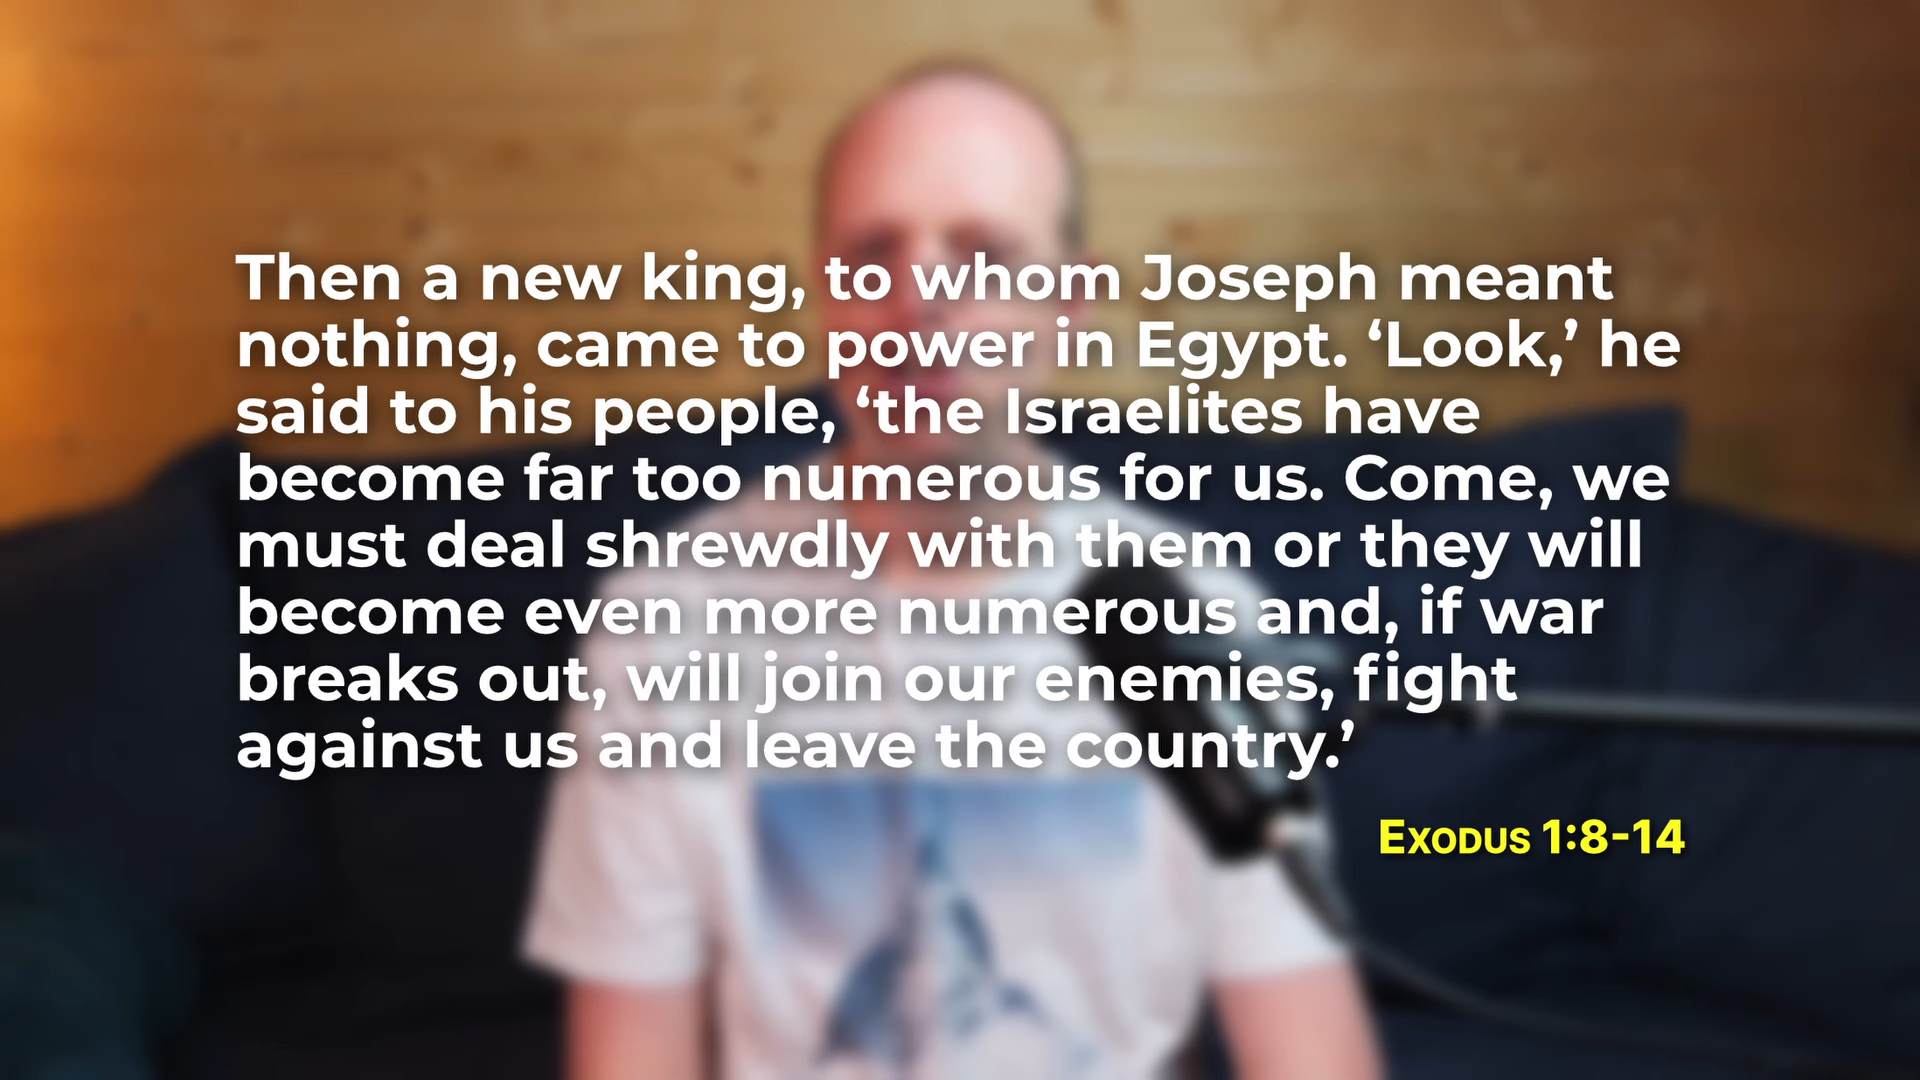 Then a new king, to whom Joseph meant
nothing, came to power in Egypt. ‘Look,’ he
said to his people, ‘the Israelites have
become far too numerous for us. Come, we
must deal shrewdly with them or they will
become even more numerous and, if war
breaks out, will join our enemies, fight
against us and leave the country.’
Exodus 1:8-14